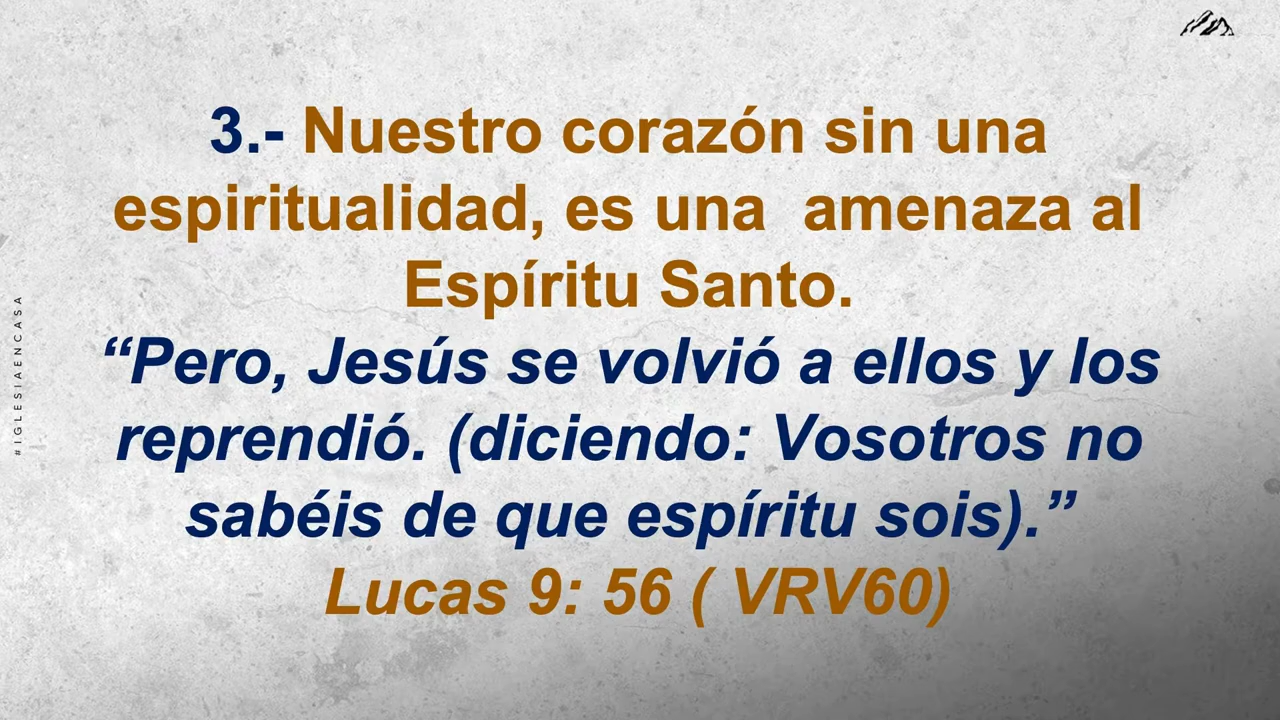 3.- Nuestro corazón sin una
espiritualidad, es una  amenaza al
Espíritu Santo.
“Pero, Jesús se volvió a ellos y los
reprendió. (diciendo: Vosotros no
sabéis de que espíritu sois).”
Lucas 9: 56 ( VRV60)
#IGLESIAENCASA